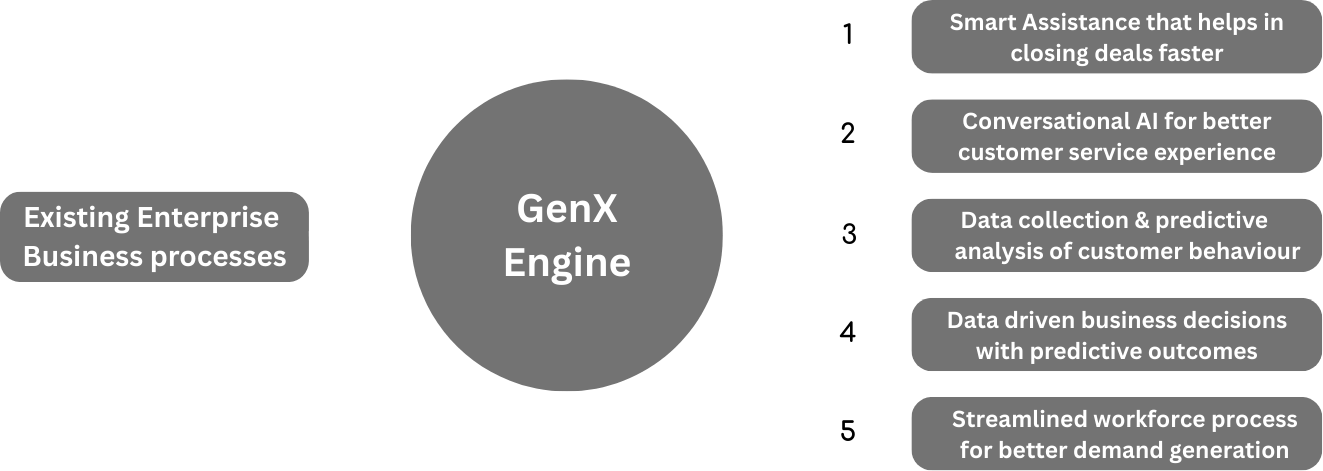 Existing Enterprise
Business processes
GenX
Engine
1
Smart Assistance that helps in
closing deals faster
2
Conversational AI for better
customer service experience
3
Data collection & predictive
analysis of customer behaviour
4
Data driven business decisions
with predictive outcomes
5
Streamlined workforce process
for better demand generation